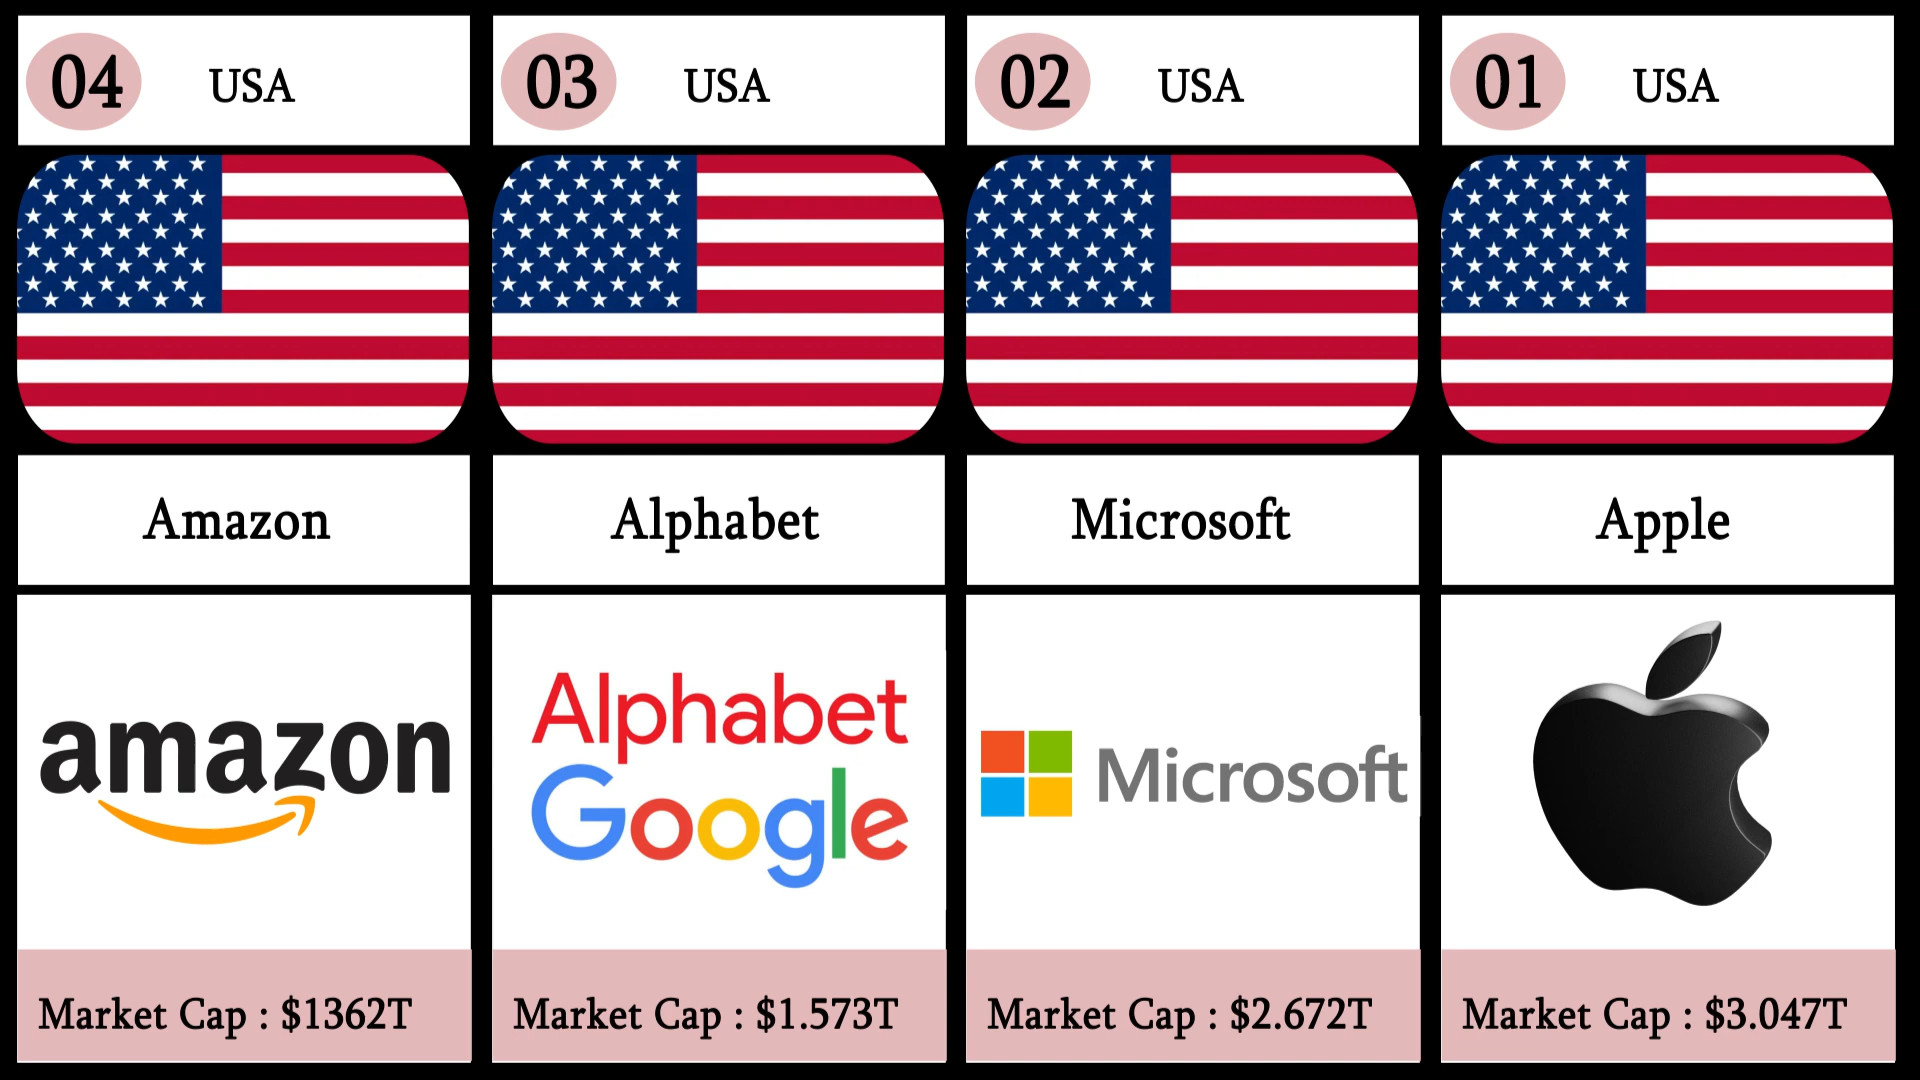 04 USA
03 USA
02 USA
01 USA
Amazon
Alphabet
Microsoft
Apple
amazon
Alphabet
Google
Microsoft
Market Cap : $1362T
Market Cap : $1.573T
Market Cap : $2.672T
Market Cap : $3.047T